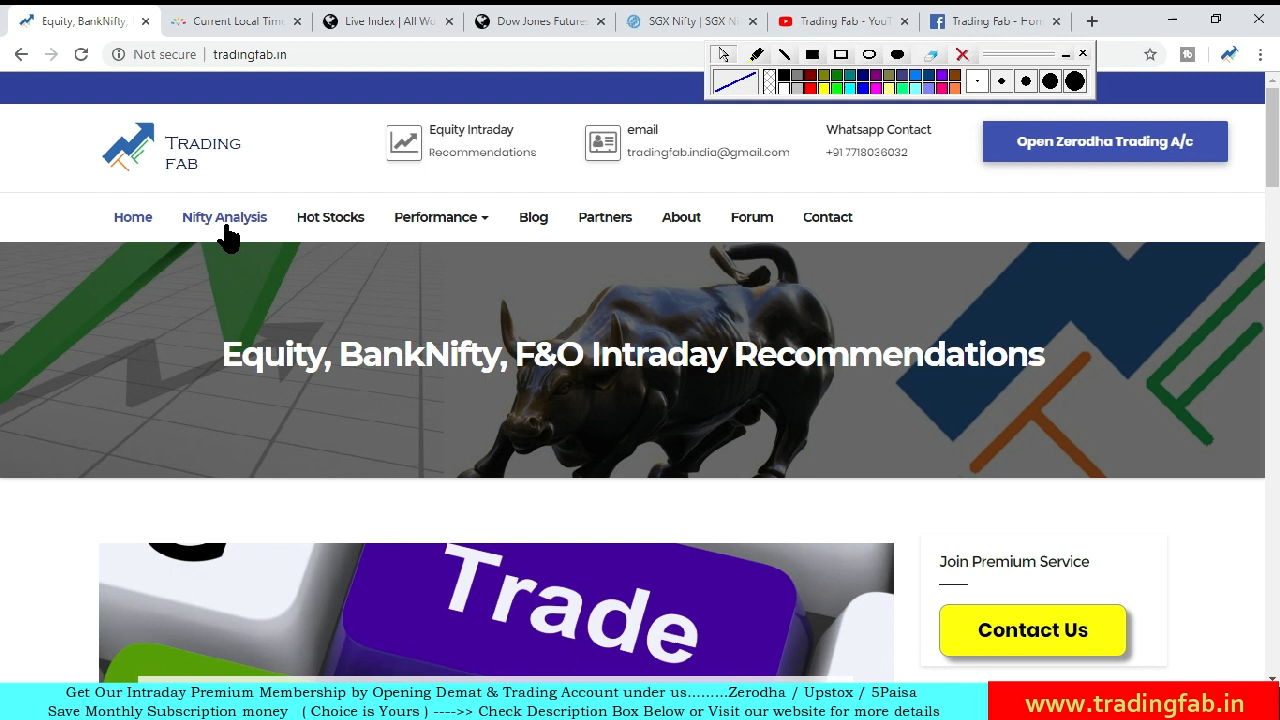 Equity, BankNifty,
Current Local Tim
Live Index | All Wo
Dow Jones Futures
SGX Nifty | SGX Ni
Trading Fab - YouT
Trading Fab - Hom
Not secure | tradingfab.in
TRADING
FAB
Equity Intraday
Recommendations
email
tradingfab.india@gmail.com
Whatsapp Contact
+91 7718036032
Open Zerodha Trading A/c
Home Nifty Analysis Hot Stocks Performance Blog Partners About Forum Contact
Equity, BankNifty, F&O Intraday Recommendations
Trade
Join Premium Service
Contact Us
Get Our Intraday Premium Membership by Opening Demat & Trading Account under us.........Zerodha / Upstox / 5Paisa
Save Monthly Subscription money ( Choice is Yours ) ---->> Check Description Box Below or Visit our website for more details
www.tradingfab.in